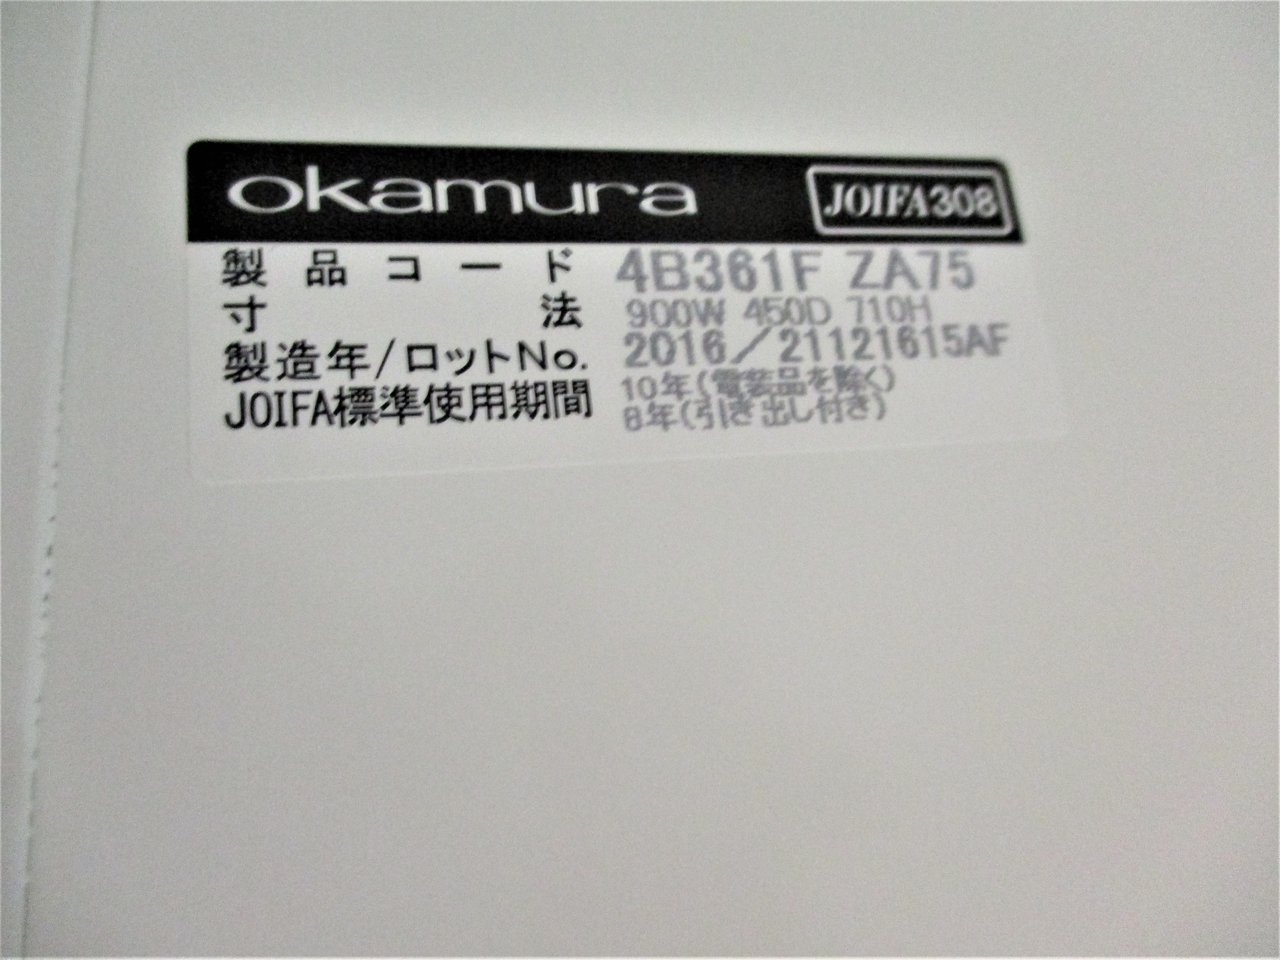 okamura JOIFA308
製品コード 4B361F ZA75
寸法 900W 450D 710H
製造年/ロットNo. 2016／21121615AF
JOIFA標準使用期間 10年(電装品を除く)
8年(引き出し付き)